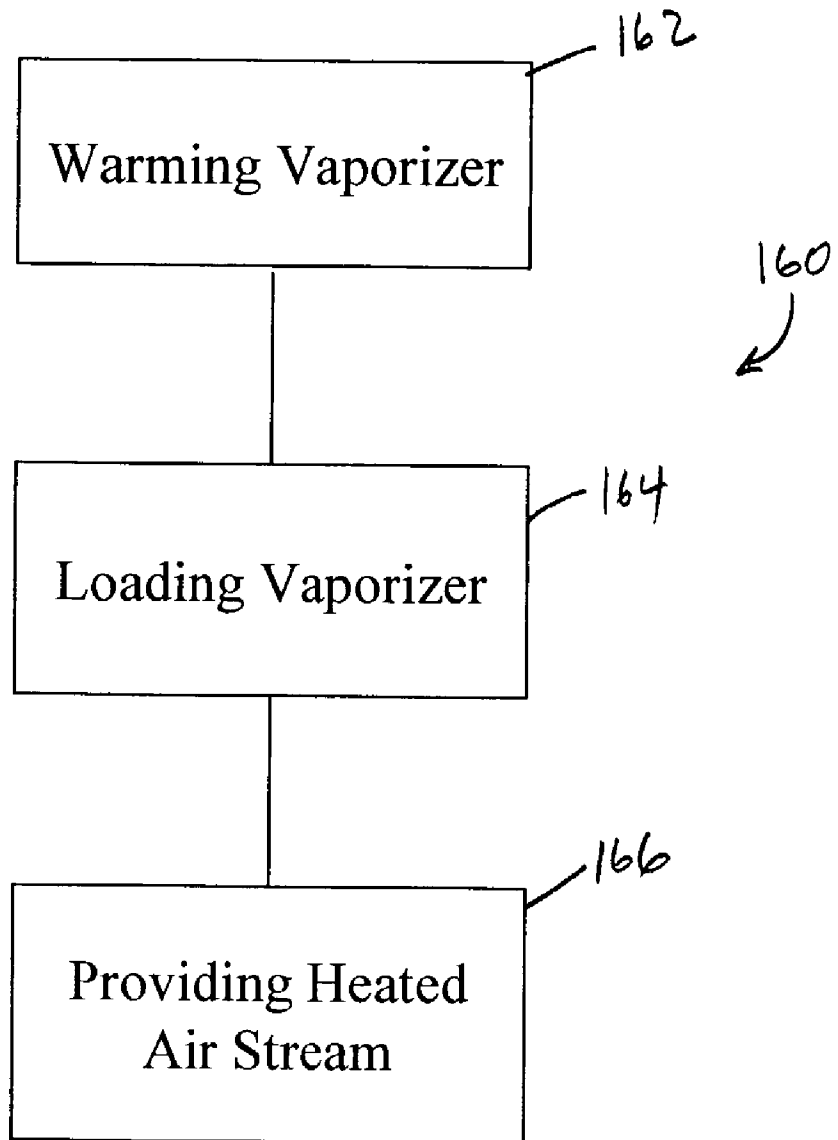 162
Warming Vaporizer
160
164
Loading Vaporizer
166
Providing Heated
Air Stream